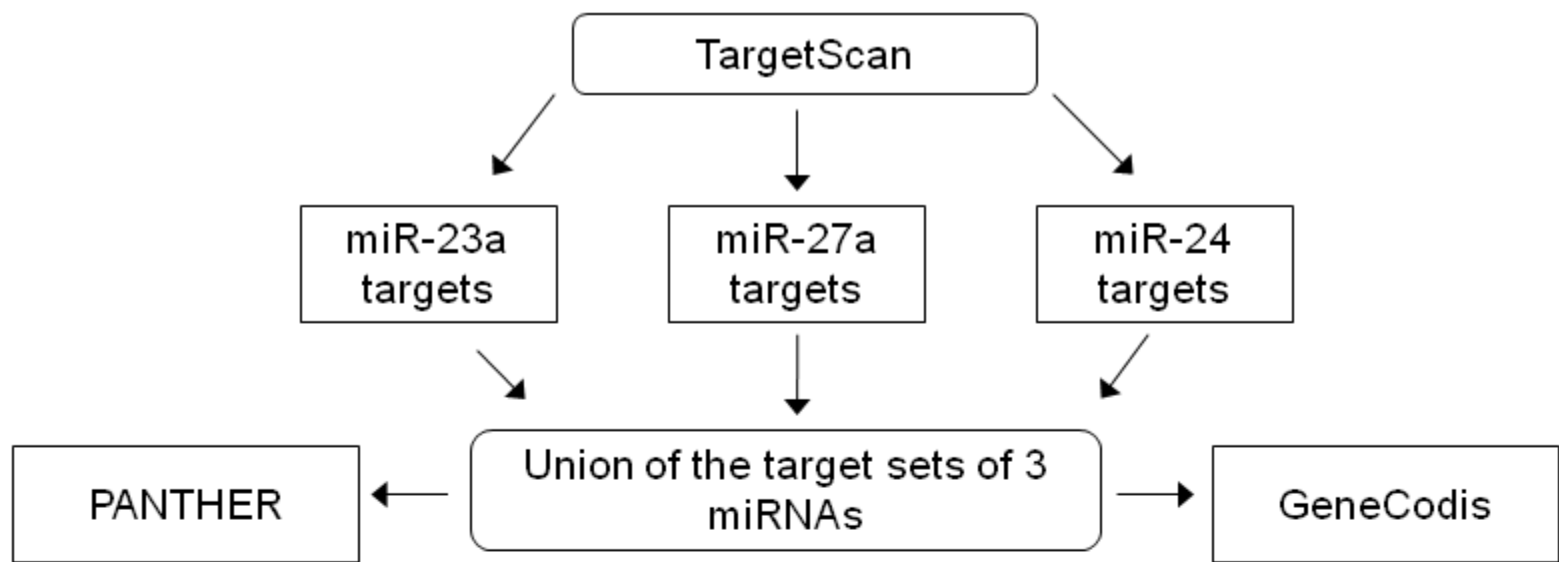 TargetScan
miR-23a
targets
miR-27a
targets
miR-24
targets
PANTHER
Union of the target sets of 3
miRNAs
GeneCodis